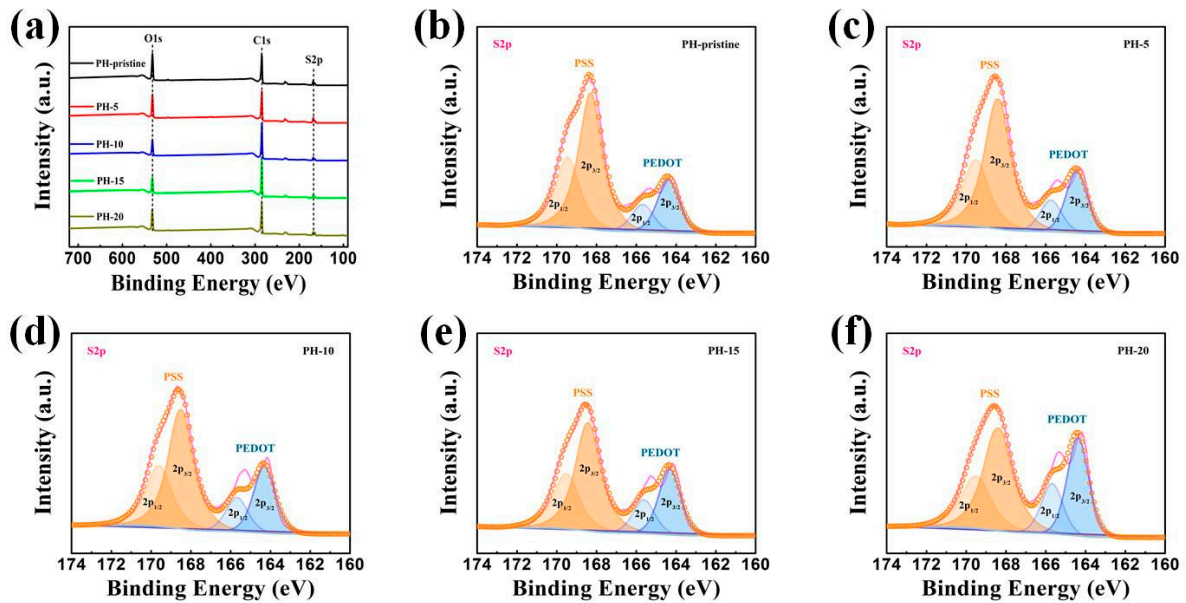 (a)
O1s
C1s
S2p
PH-pristine
PH-5
PH-10
PH-15
PH-20
Intensity (a.u.)
700 600 500 400 300 200 100
Binding Energy (eV)
(b)
S2p
PH-pristine
PSS
PEDOT
2p3/2
2p1/2
2p1/2
2p3/2
Intensity (a.u.)
174 172 170 168 166 164 162 160
Binding Energy (eV)
(c)
S2p
PH-5
PSS
PEDOT
2p3/2
2p1/2
2p1/2
2p3/2
Intensity (a.u.)
174 172 170 168 166 164 162 160
Binding Energy (eV)
(d)
S2p
PH-10
PSS
PEDOT
2p3/2
2p1/2
2p1/2
2p3/2
Intensity (a.u.)
174 172 170 168 166 164 162 160
Binding Energy (eV)
(e)
S2p
PH-15
PSS
PEDOT
2p3/2
2p1/2
2p1/2
2p3/2
Intensity (a.u.)
174 172 170 168 166 164 162 160
Binding Energy (eV)
(f)
S2p
PH-20
PSS
PEDOT
2p3/2
2p1/2
2p1/2
2p3/2
Intensity (a.u.)
174 172 170 168 166 164 162 160
Binding Energy (eV)